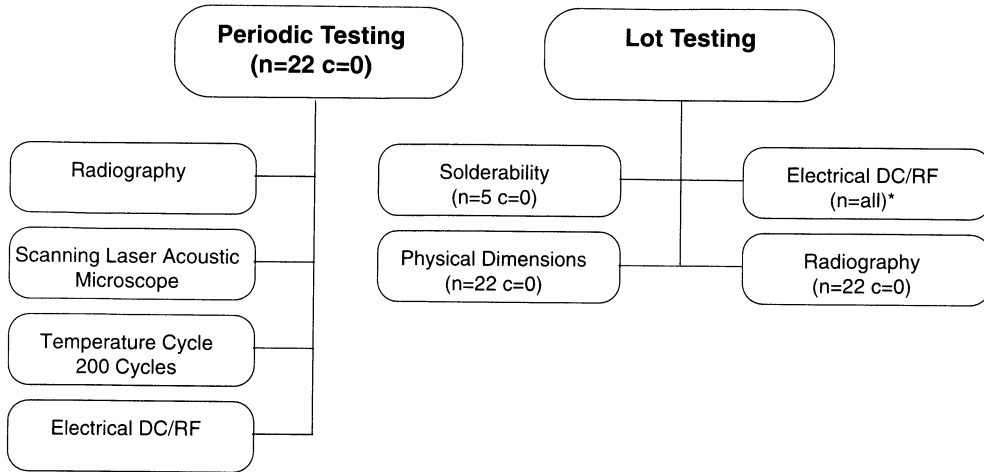 Periodic Testing
(n=22 c=0)
Radiography
Scanning Laser Acoustic
Microscope
Temperature Cycle
200 Cycles
Electrical DC/RF
Lot Testing
Solderability
(n=5 c=0)
Physical Dimensions
(n=22 c=0)
Electrical DC/RF
(n=all)*
Radiography
(n=22 c=0)